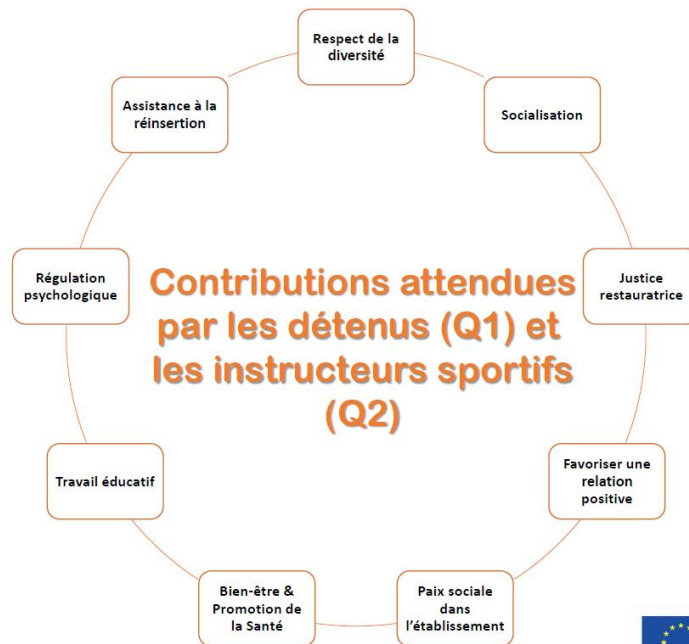 Respect de la
diversité
Assistance à la
réinsertion
Socialisation
Régulation
psychologique
Contributions attendues
par les détenus (Q1) et
les instructeurs sportifs
(Q2)
Justice
restauratrice
Travail éducatif
Favoriser une
relation
positive
Bien-être &
Promotion de
la Santé
Paix sociale
dans
l'établissement